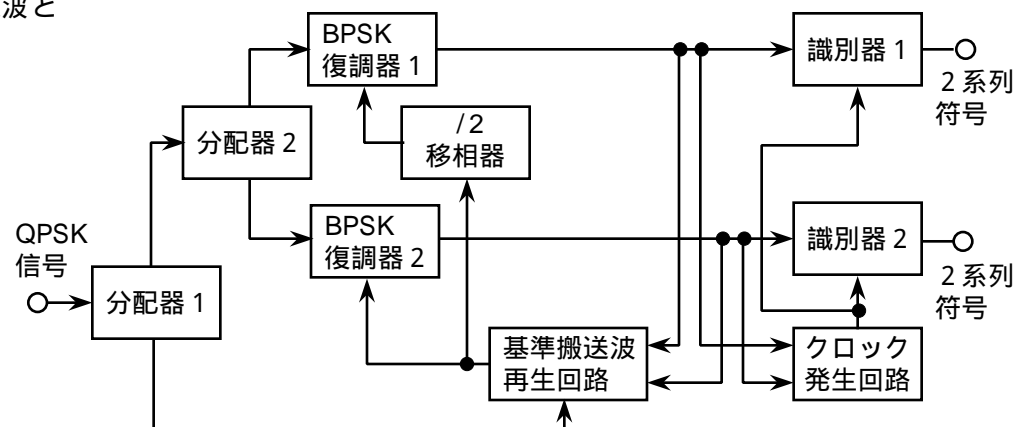 波と
BPSK
復調器 1
識別器 1
2 系列
符号
/2
移相器
分配器 2
BPSK
復調器 2
識別器 2
2 系列
符号
QPSK
信号
分配器 1
基準搬送波
再生回路
クロック
発生回路